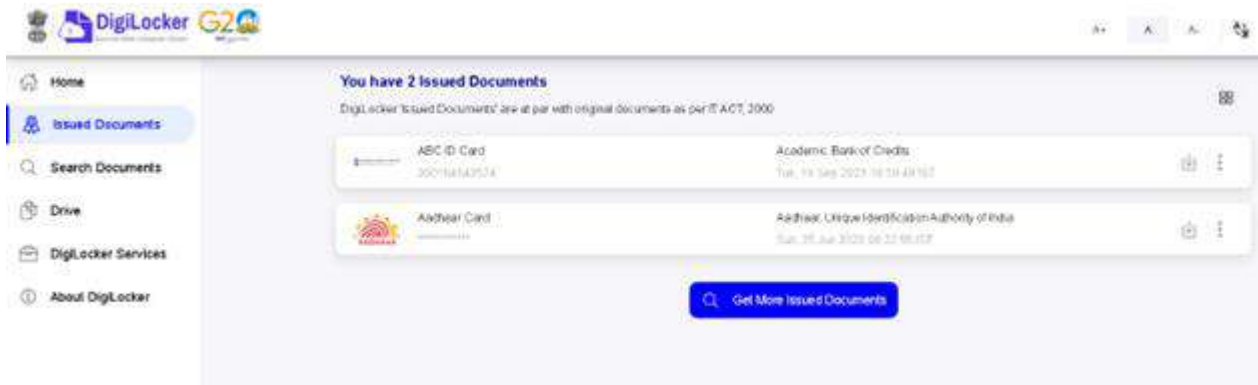 DigiLocker G20
A+ A A-
Home
Issued Documents
Search Documents
Drive
DigiLocker Services
About DigiLocker
You have 2 Issued Documents
DigiLocker 'Issued Documents' are at par with original documents as per IT ACT, 2000
ABC ID Card
Academic Bank of Credits
Aadhaar Card
Aadhaar, Unique Identification Authority of India
AADHAAR
Get More Issued Documents